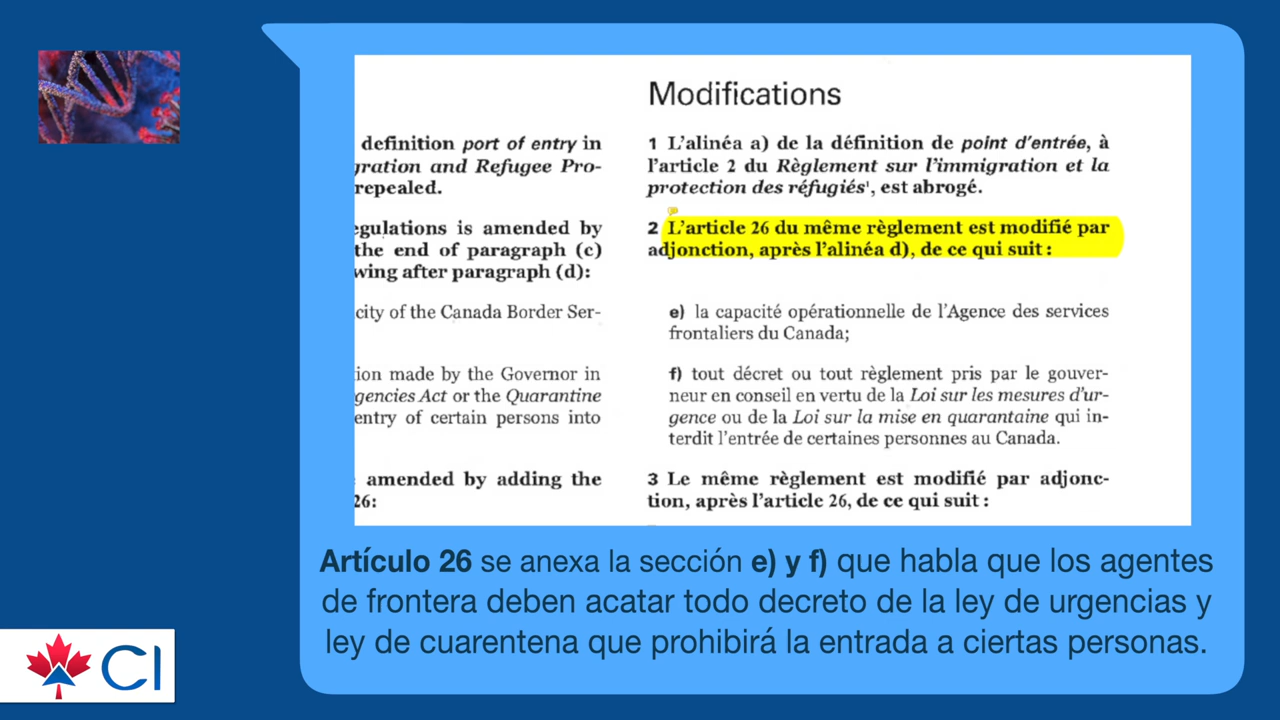 Modifications
definition port of entry in
gration and Refugee Pro-
repealed.
egulations is amended by
the end of paragraph (c)
wing after paragraph (d):
city of the Canada Border Ser-
ion made by the Governor in
gencies Act or the Quarantine
entry of certain persons into
amended by adding the
26:
1 L'alinéa a) de la définition de point d'entrée, à
l'article 2 du Règlement sur l'immigration et la
protection des réfugiés¹, est abrogé.
2 L'article 26 du même règlement est modifié par
adjonction, après l'alinéa d), de ce qui suit :
e) la capacité opérationnelle de l'Agence des services
frontaliers du Canada;
f) tout décret ou tout règlement pris par le gouver-
neur en conseil en vertu de la Loi sur les mesures d'ur-
gence ou de la Loi sur la mise en quarantaine qui in-
terdit l'entrée de certaines personnes au Canada.
3 Le même règlement est modifié par adjonc-
tion, après l'article 26, de ce qui suit :
Artículo 26 se anexa la sección e) y f) que habla que los agentes
de frontera deben acatar todo decreto de la ley de urgencias y
ley de cuarentena que prohibirá la entrada a ciertas personas.
CI